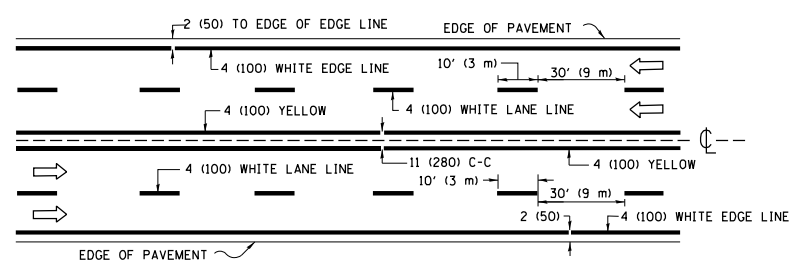 2 (50) TO EDGE OF EDGE LINE
EDGE OF PAVEMENT
4 (100) WHITE EDGE LINE
10' (3 m)
30' (9 m)
4 (100) YELLOW
4 (100) WHITE LANE LINE
11 (280) C-C
4 (100) YELLOW
4 (100) WHITE LANE LINE
10' (3 m)
30' (9 m)
2 (50)
4 (100) WHITE EDGE LINE
EDGE OF PAVEMENT